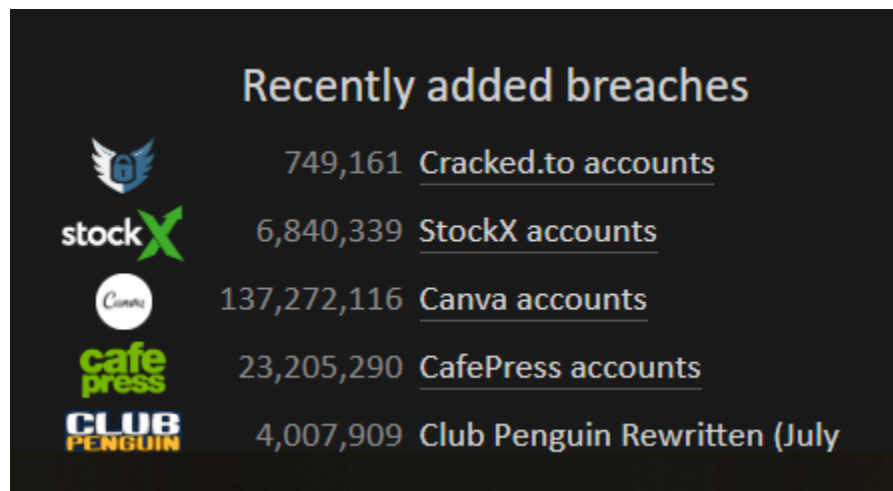 Recently added breaches
749,161 Cracked.to accounts
stockX 6,840,339 StockX accounts
Canva 137,272,116 Canva accounts
cafe press 23,205,290 CafePress accounts
CLUB PENGUIN 4,007,909 Club Penguin Rewritten (July